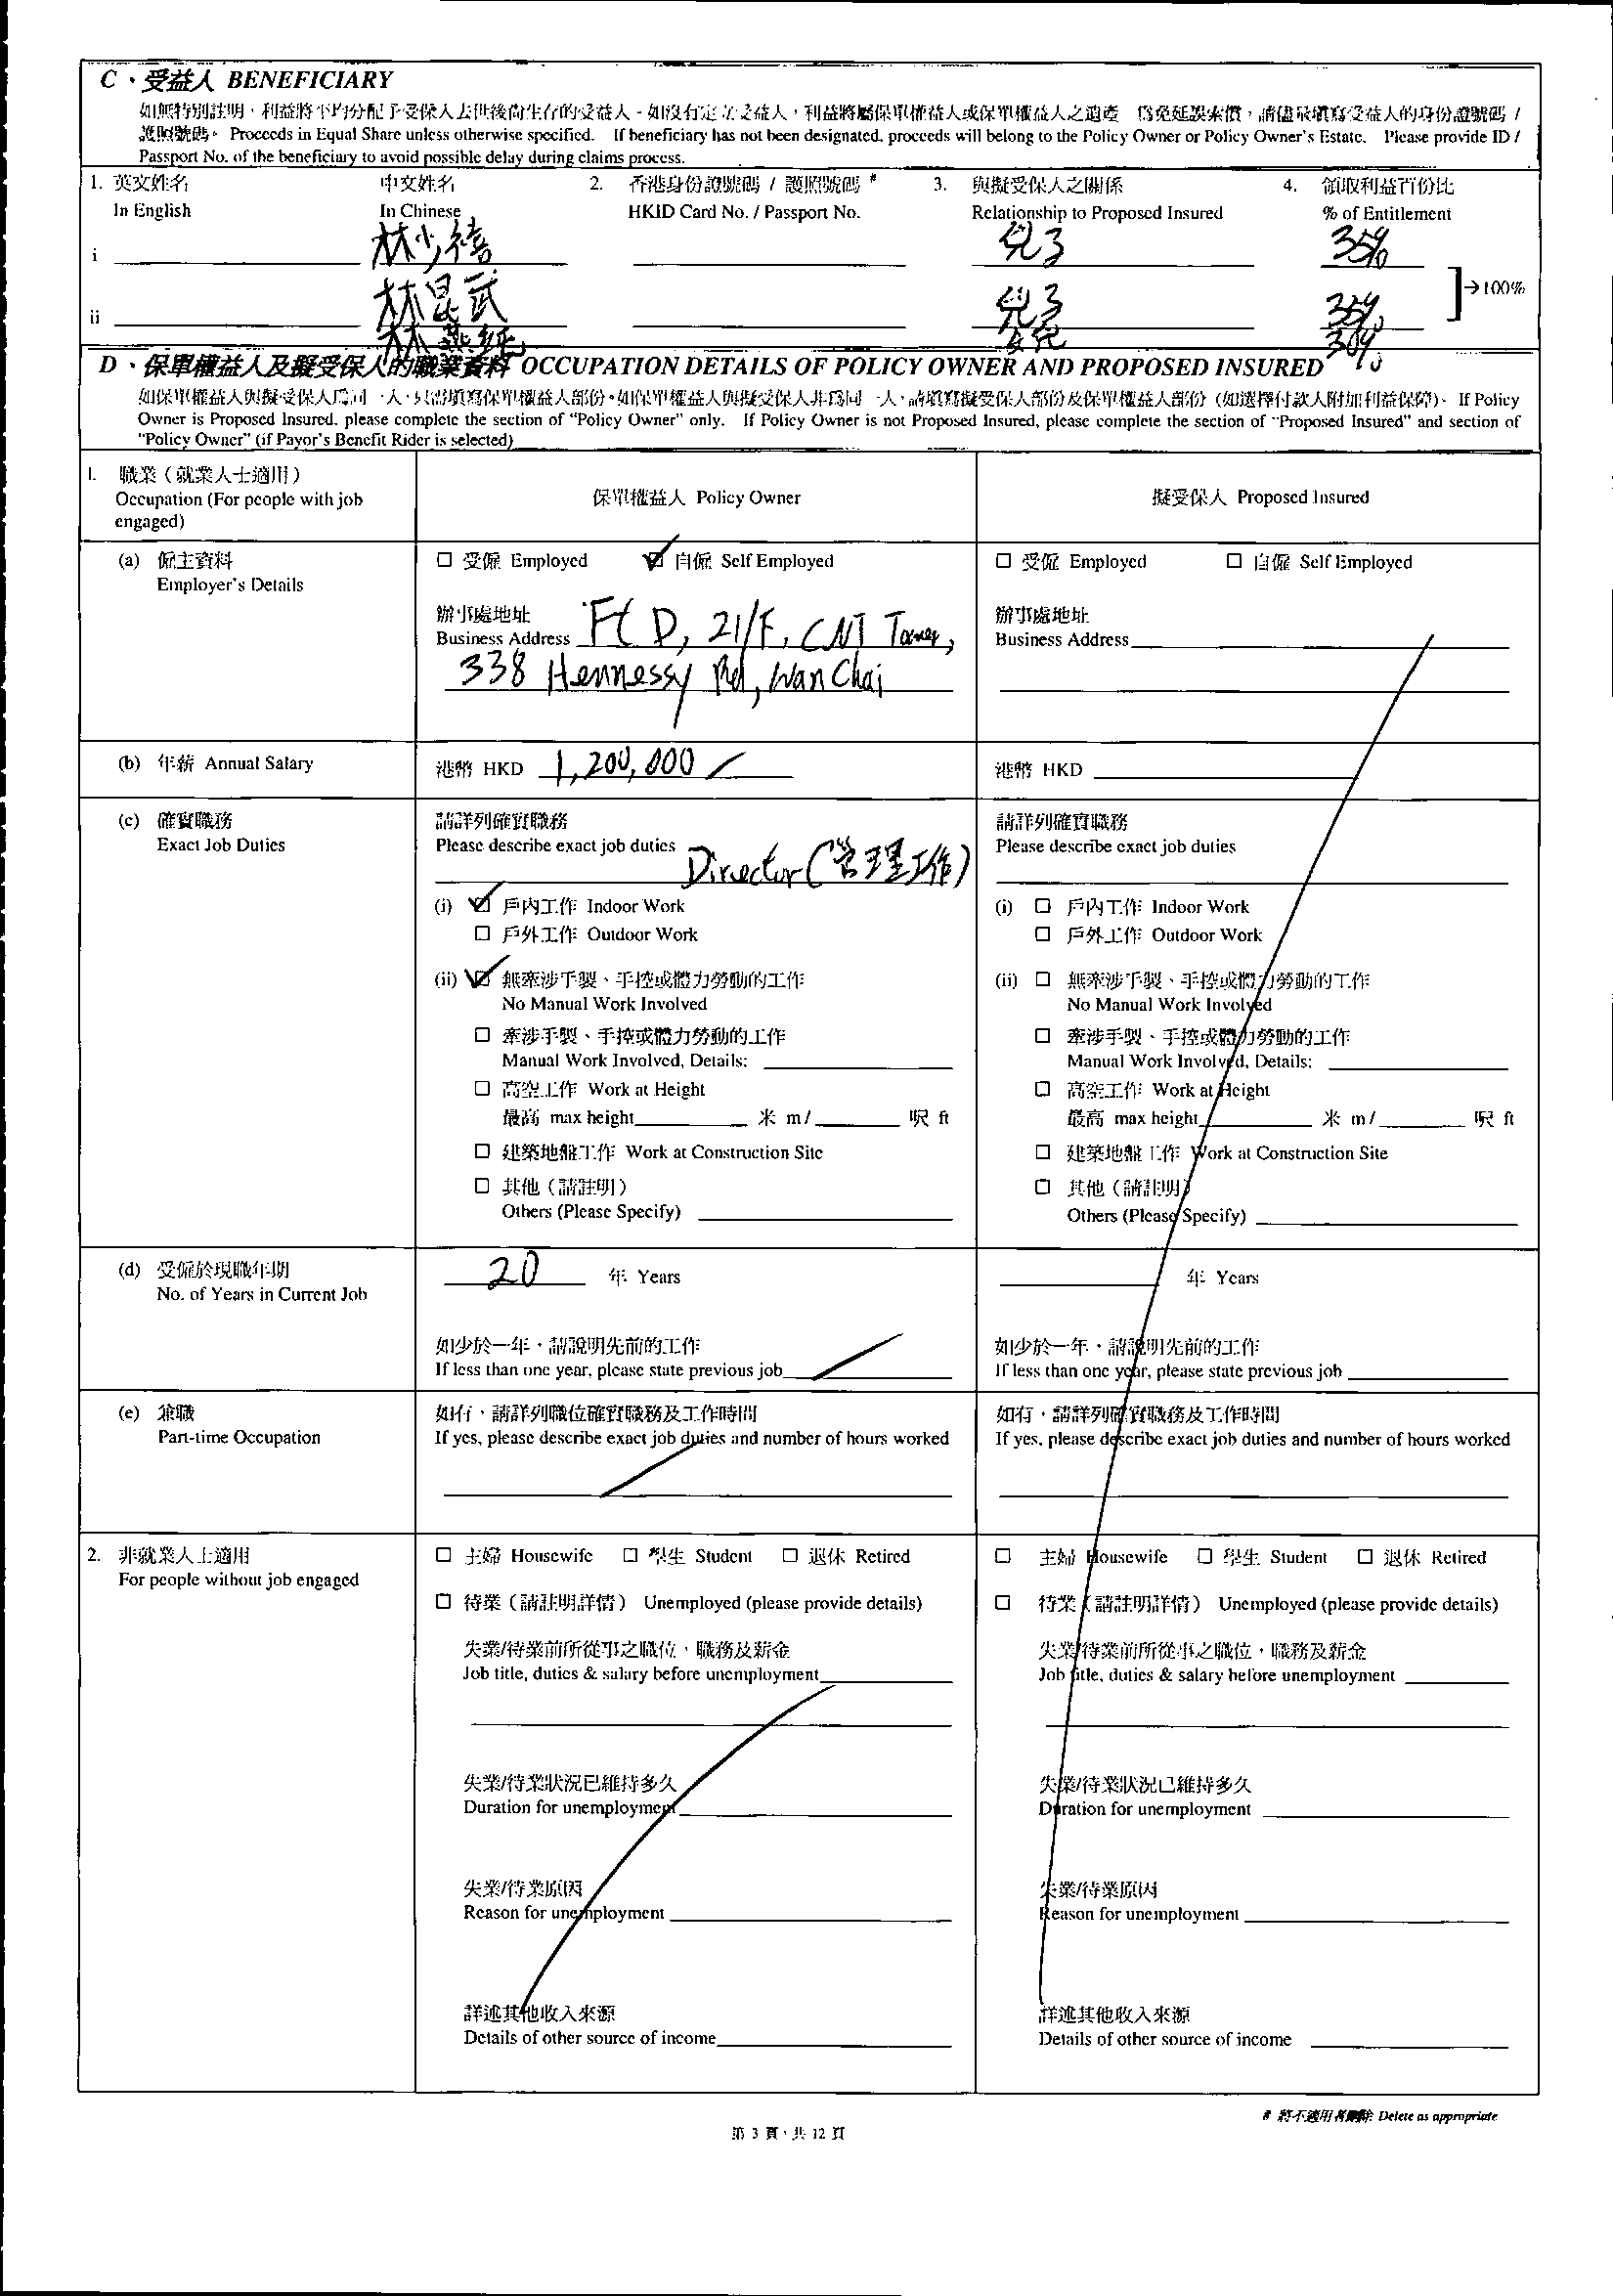 C、受益人 BENEFICIARY
如無特別註明，利益將平均分配予受保人去世後尚生存的受益人。如沒有定立受益人，利益將屬保單權益人或保單權益人之遺產。為免延誤索償，請儘量填寫受益人的身份證號碼 /
護照號碼。 Proceeds in Equal Share unless otherwise specified. If beneficiary has not been designated, proceeds will belong to the Policy Owner or Policy Owner's Estate. Please provide ID /
Passport No. of the beneficiary to avoid possible delay during claims process.
1. 英文姓名 中文姓名 2. 香港身份證號碼 / 護照號碼 # 3. 與擬受保人之關係 4. 領取利益百份比
In English In Chinese HKID Card No. / Passport No. Relationship to Proposed Insured % of Entitlement
i 林少禧 兒子 35%
→100%
ii 林昆武 兒子 35%
林燕 女兒 30%
D、保單權益人及擬受保人的職業資料 OCCUPATION DETAILS OF POLICY OWNER AND PROPOSED INSURED
如保單權益人與擬受保人為同一人，只需填寫保單權益人部份。如保單權益人與擬受保人非為同一人，請填寫擬受保人部份及保單權益人部份 (如選擇付款人附加利益保障)。 If Policy
Owner is Proposed Insured, please complete the section of "Policy Owner" only. If Policy Owner is not Proposed Insured, please complete the section of "Proposed Insured" and section of
"Policy Owner" (if Payor's Benefit Rider is selected)
1. 職業（就業人士適用）
Occupation (For people with job
engaged)
保單權益人 Policy Owner 擬受保人 Proposed Insured
(a) 僱主資料
Employer's Details
受僱 Employed 自僱 Self Employed
辦事處地址
Business Address Ft D, 21/F, CNT Tower,
338 Hennessy Rd, Wan Chai
受僱 Employed 自僱 Self Employed
辦事處地址
Business Address
(b) 年薪 Annual Salary 港幣 HKD 1,200,000 港幣 HKD
(c) 確實職務
Exact Job Duties
請詳列確實職務
Please describe exact job duties
Director (管理工作)
(i) 戶內工作 Indoor Work
戶外工作 Outdoor Work
(ii) 無牽涉手製、手控或體力勞動的工作
No Manual Work Involved
牽涉手製、手控或體力勞動的工作
Manual Work Involved, Details:
高空工作 Work at Height
最高 max height 米 m / 呎 ft
建築地盤工作 Work at Construction Site
其他（請註明）
Others (Please Specify)
請詳列確實職務
Please describe exact job duties
(i) 戶內工作 Indoor Work
戶外工作 Outdoor Work
(ii) 無牽涉手製、手控或體力勞動的工作
No Manual Work Involved
牽涉手製、手控或體力勞動的工作
Manual Work Involved, Details:
高空工作 Work at Height
最高 max height 米 m / 呎 ft
建築地盤工作 Work at Construction Site
其他（請註明）
Others (Please Specify)
(d) 受僱於現職年期
No. of Years in Current Job
20 年 Years
如少於一年，請說明先前的工作
If less than one year, please state previous job
年 Years
如少於一年，請說明先前的工作
If less than one year, please state previous job
(e) 兼職
Part-time Occupation
如有，請詳列職位確實職務及工作時間
If yes, please describe exact job duties and number of hours worked
如有，請詳列確實職務及工作時間
If yes, please describe exact job duties and number of hours worked
2. 非就業人士適用
For people without job engaged
主婦 Housewife 學生 Student 退休 Retired
待業（請註明詳情） Unemployed (please provide details)
失業/待業前所從事之職位，職務及薪金
Job title, duties & salary before unemployment
失業/待業狀況已維持多久
Duration for unemployment
失業/待業原因
Reason for unemployment
詳述其他收入來源
Details of other source of income
主婦 Housewife 學生 Student 退休 Retired
待業（請註明詳情） Unemployed (please provide details)
失業/待業前所從事之職位，職務及薪金
Job title, duties & salary before unemployment
失業/待業狀況已維持多久
Duration for unemployment
失業/待業原因
Reason for unemployment
詳述其他收入來源
Details of other source of income
# 將不適用者刪除 Delete as appropriate
第 3 頁，共 12 頁